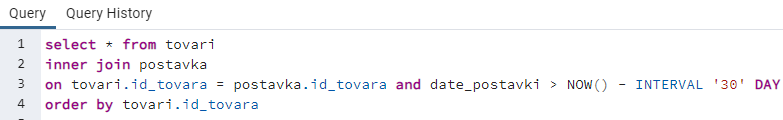 Query Query History
1 select * from tovari
2 inner join postavka
3 on tovari.id_tovara = postavka.id_tovara and date_postavki > NOW() - INTERVAL '30' DAY
4 order by tovari.id_tovara